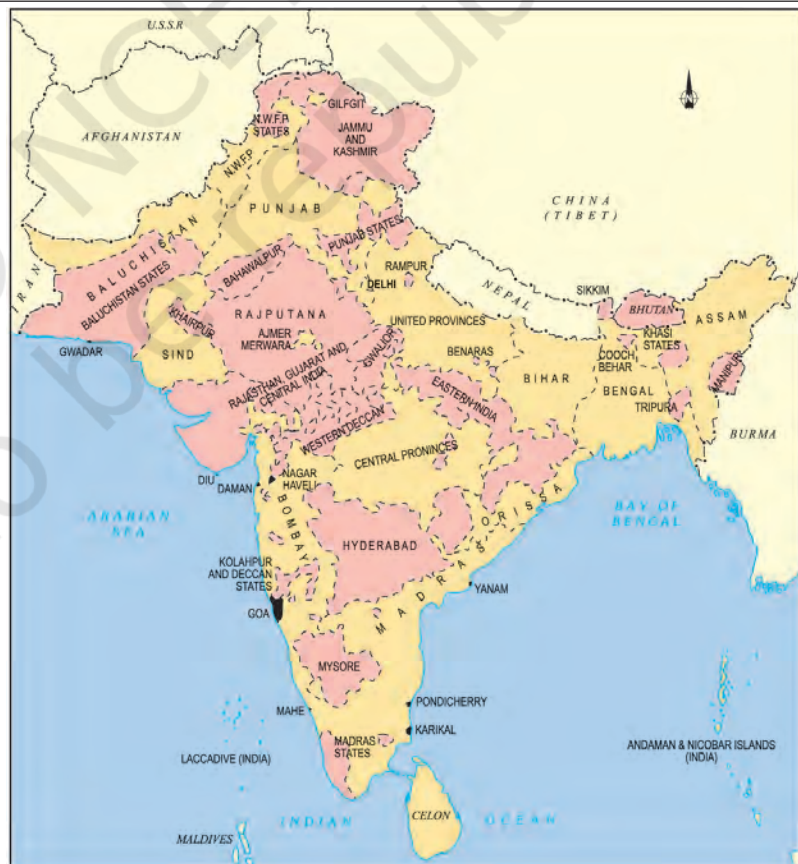 U.S.S.R
AFGHANISTAN
GILFGIT
N.W.F.P
STATES
JAMMU
AND
KASHMIR
N.W.F.P
CHINA
(TIBET)
PUNJAB
PUNJAB STATES
IRAN
BALUCHISTAN
BALUCHISTAN STATES
BAHAWALPUR
RAMPUR
DELHI
NEPAL
SIKKIM
BHUTAN
ASSAM
KHAIRPUR
RAJPUTANA
AJMER
MERWARA
UNITED PROVINCES
KHASI
STATES
GWADAR
SIND
GWALIOR
BENARAS
COOCH
BEHAR
MANIPUR
RAJASTHAN, GUJARAT AND
CENTRAL INDIA
EASTERN INDIA
BIHAR
BENGAL
TRIPURA
WESTERN DECCAN
BURMA
CENTRAL PRONINCES
DIU
DAMAN
NAGAR
HAVELI
ARABIAN
SEA
BOMBAY
ORISSA
BAY OF
BENGAL
HYDERABAD
KOLAHPUR
AND DECCAN
STATES
MADRAS
YANAM
GOA
MYSORE
MAHE
PONDICHERRY
KARIKAL
MADRAS
STATES
LACCADIVE (INDIA)
ANDAMAN & NICOBAR ISLANDS
(INDIA)
CELON
INDIAN OCEAN
MALDIVES